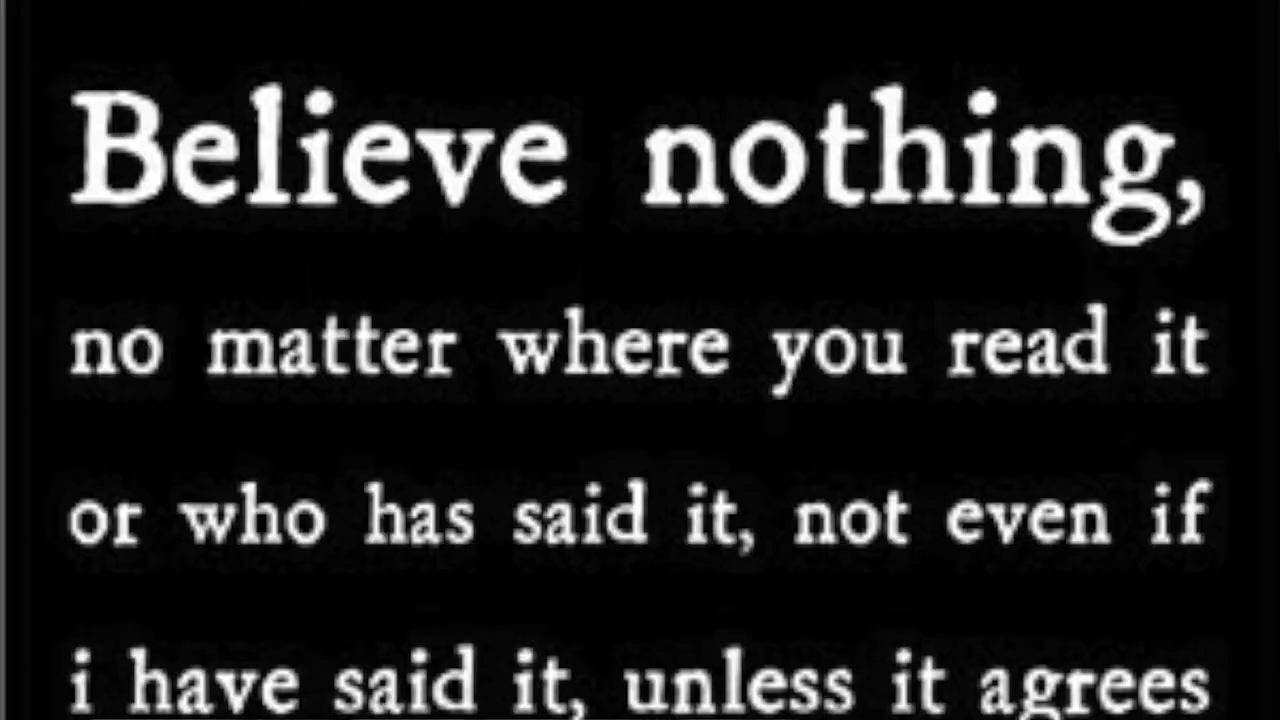 Believe nothing,
no matter where you read it
or who has said it, not even if
i have said it, unless it agrees